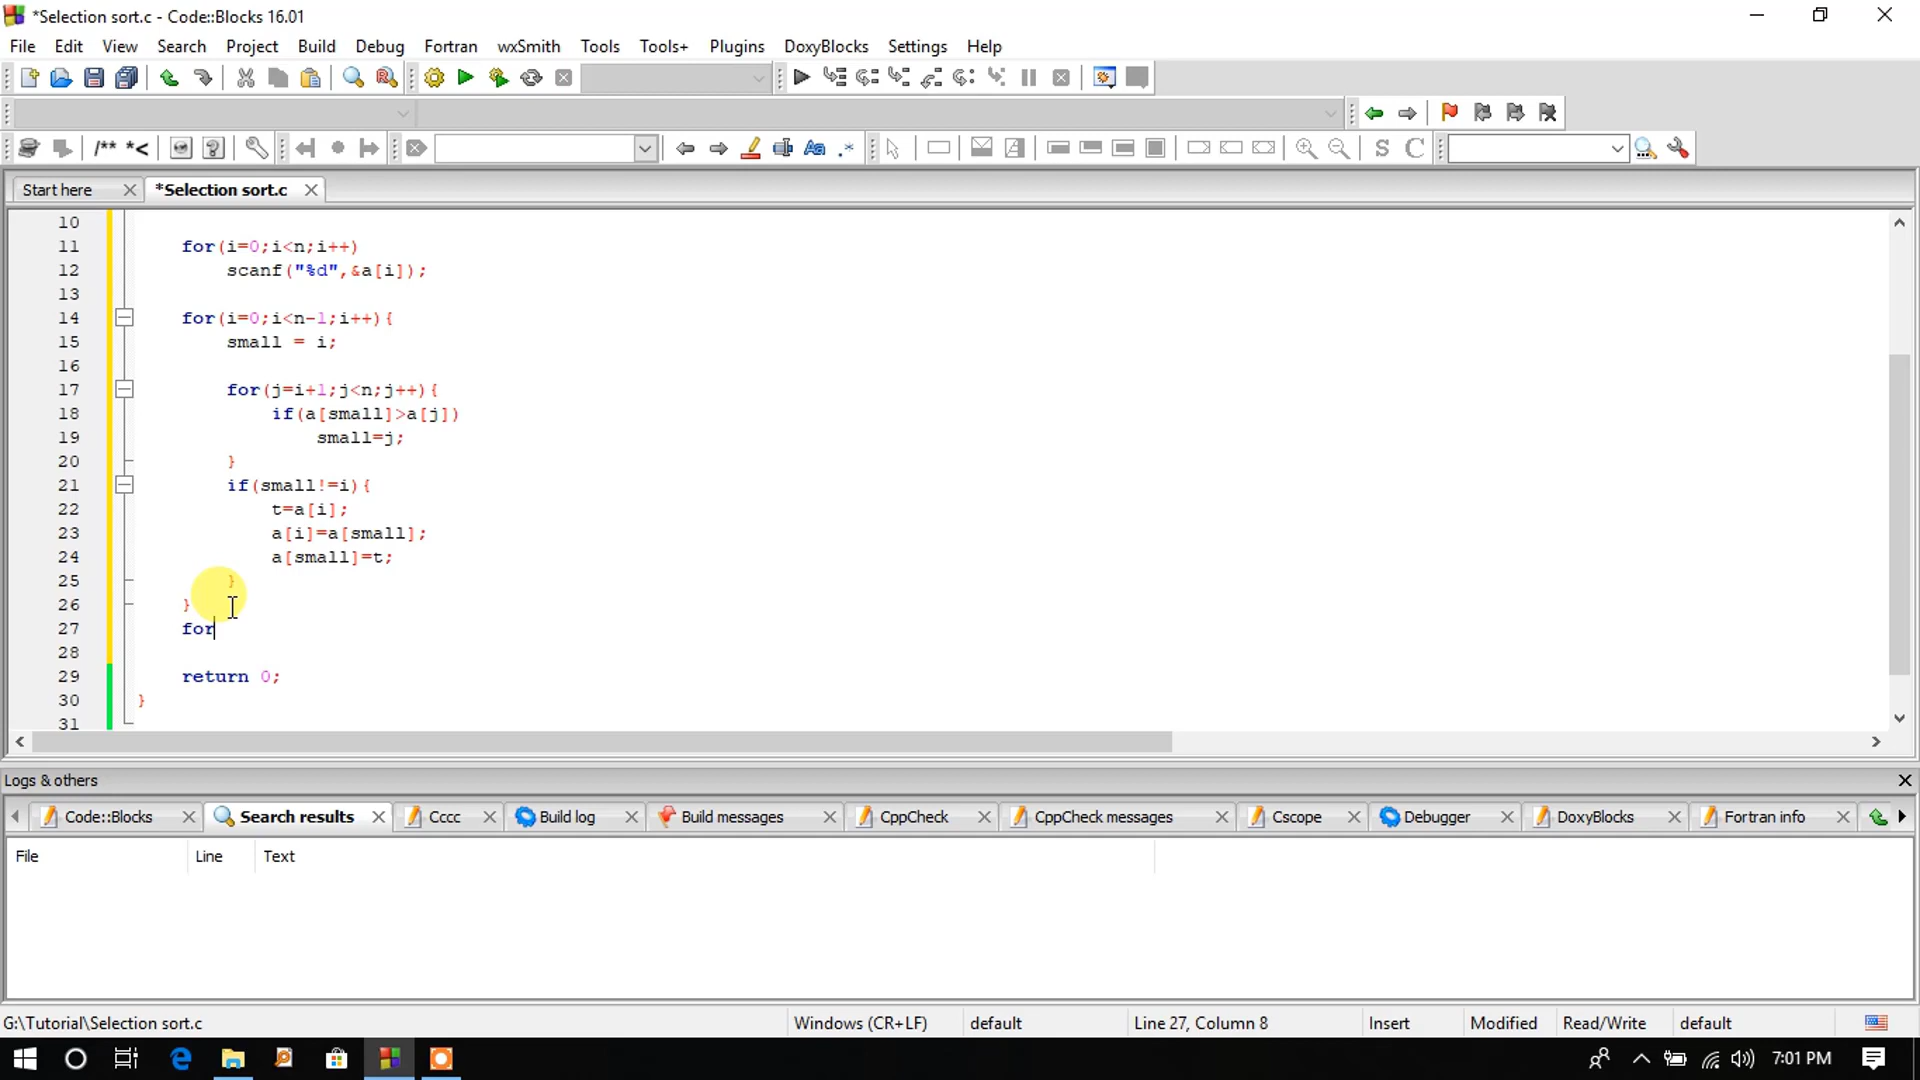 *Selection sort.c - Code::Blocks 16.01
File Edit View Search Project Build Debug Fortran wxSmith Tools Tools+ Plugins DoxyBlocks Settings Help
/** *<
S C
Start here *Selection sort.c
10
11 for(i=0;i<n;i++)
12 scanf("%d",&a[i]);
13
14 for(i=0;i<n-1;i++){
15 small = i;
16
17 for(j=i+1;j<n;j++){
18 if(a[small]>a[j])
19 small=j;
20 }
21 if(small!=i){
22 t=a[i];
23 a[i]=a[small];
24 a[small]=t;
25 }
26 }
27 for
28
29 return 0;
30 }
31
Logs & others
Code::Blocks Search results Cccc Build log Build messages CppCheck CppCheck messages Cscope Debugger DoxyBlocks Fortran info
File Line Text
G:\Tutorial\Selection sort.c Windows (CR+LF) default Line 27, Column 8 Insert Modified Read/Write default
7:01 PM